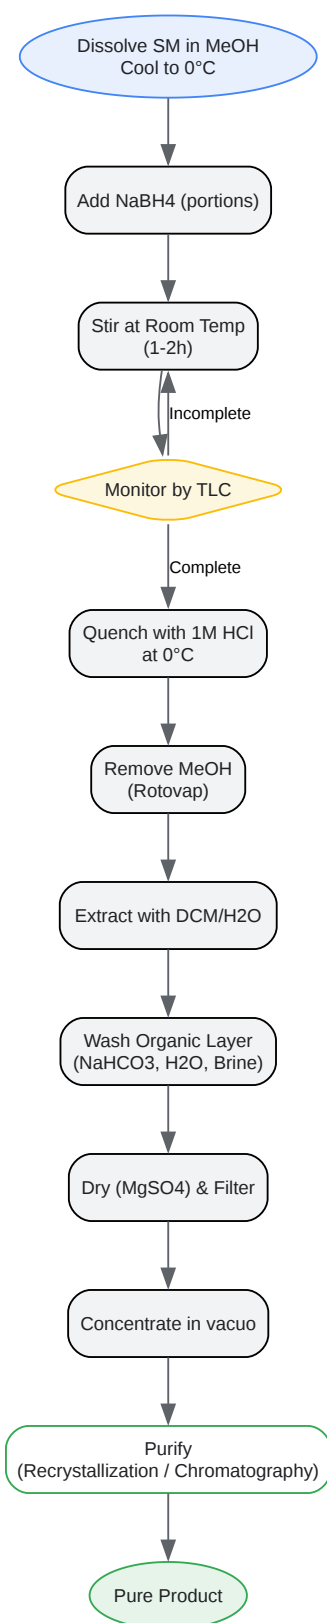 Dissolve SM in MeOH
Cool to 0°C
Add NaBH4 (portions)
Stir at Room Temp
(1-2h)
Incomplete
Monitor by TLC
Complete
Quench with 1M HCl
at 0°C
Remove MeOH
(Rotovap)
Extract with DCM/H2O
Wash Organic Layer
(NaHCO3, H2O, Brine)
Dry (MgSO4) & Filter
Concentrate in vacuo
Purify
(Recrystallization / Chromatography)
Pure Product